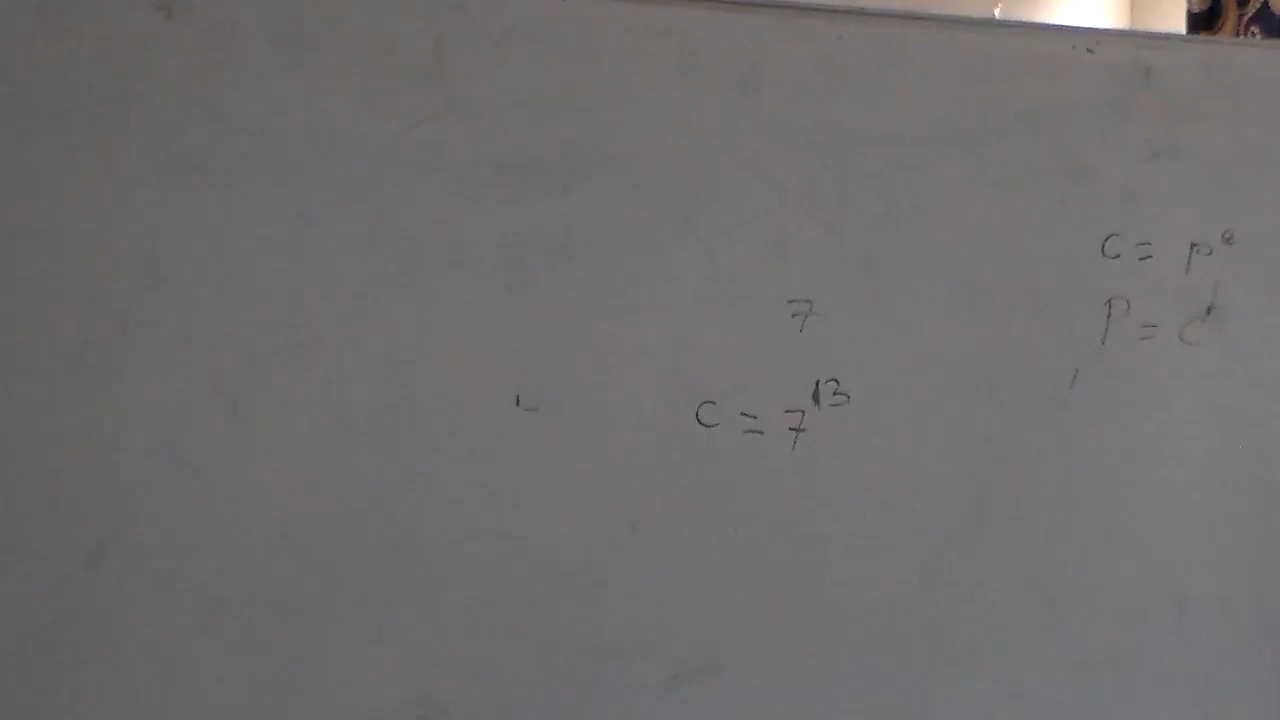 C = p^e
7
P = c^d
C = 7^13